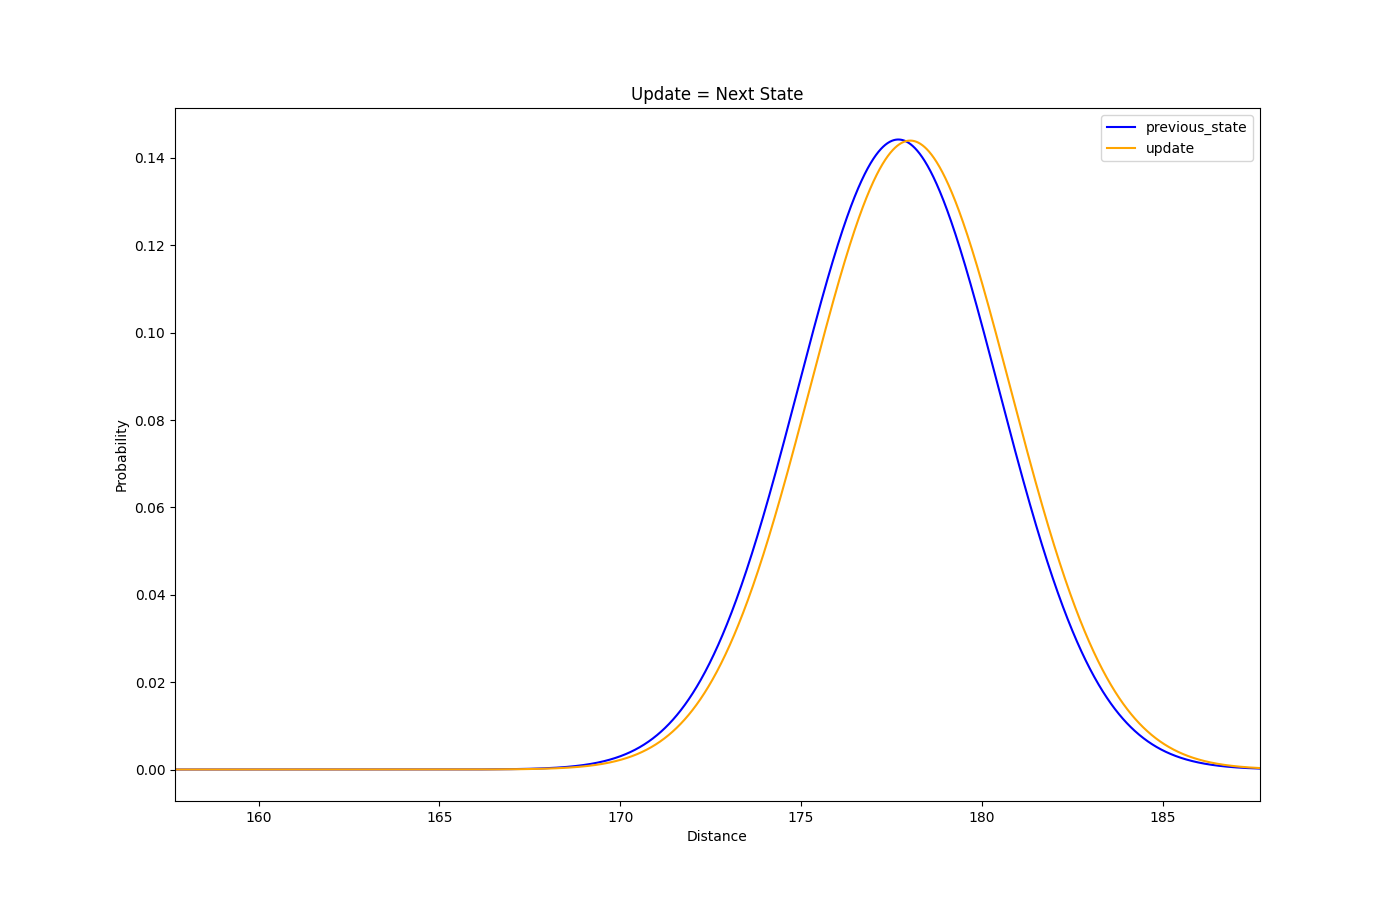 Update = Next State
previous_state
update
0.14
0.12
0.10
0.08
0.06
0.04
0.02
0.00
Probability
160
165
170
175
180
185
Distance